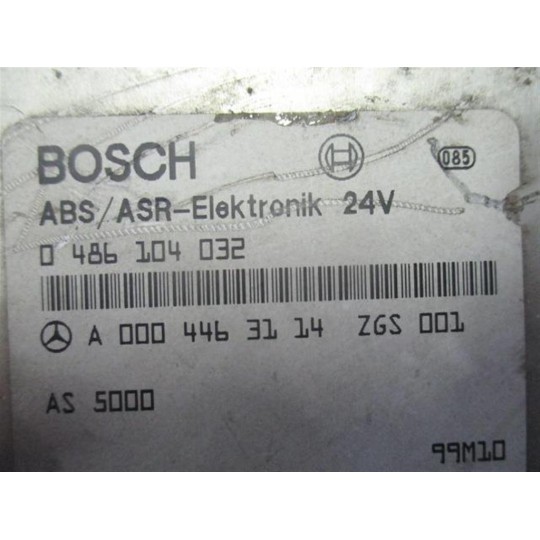 BOSCH 085
ABS/ASR-Elektronik 24V
0 486 104 032
A 000 446 31 14 ZGS 001
AS 5000
99M10